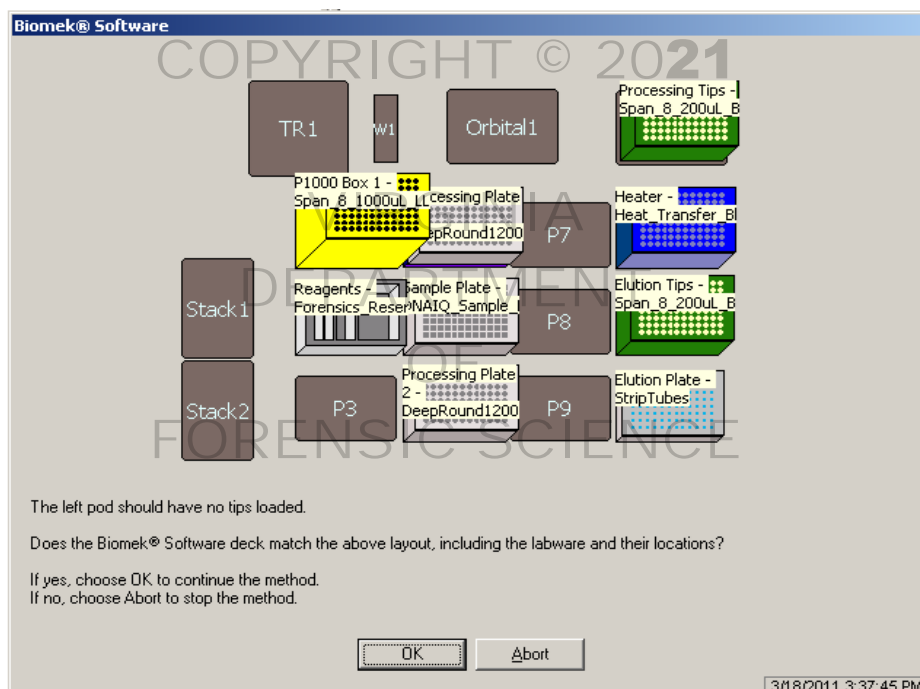 Biomek® Software
COPYRIGHT © 2021
Processing Tips -
Span_8_200uL_B
TR1
W1
Orbital1
P1000 Box 1 -
Span_8_1000uL_L
VIRGINIA
cessing Plate
epRound1200
P7
Heater -
Heat_Transfer_Bl
DEPARTMENT
Stack1
Reagents -
Forensics_Reser
Sample Plate -
DNAIQ_Sample_
P8
Elution Tips -
Span_8_200uL_B
OF
Stack2
P3
Processing Plate
2 -
DeepRound1200
P9
Elution Plate -
StripTubes
FORENSIC SCIENCE
The left pod should have no tips loaded.
Does the Biomek® Software deck match the above layout, including the labware and their locations?
If yes, choose OK to continue the method.
If no, choose Abort to stop the method.
OK
Abort
3/18/2011 3:37:45 PM